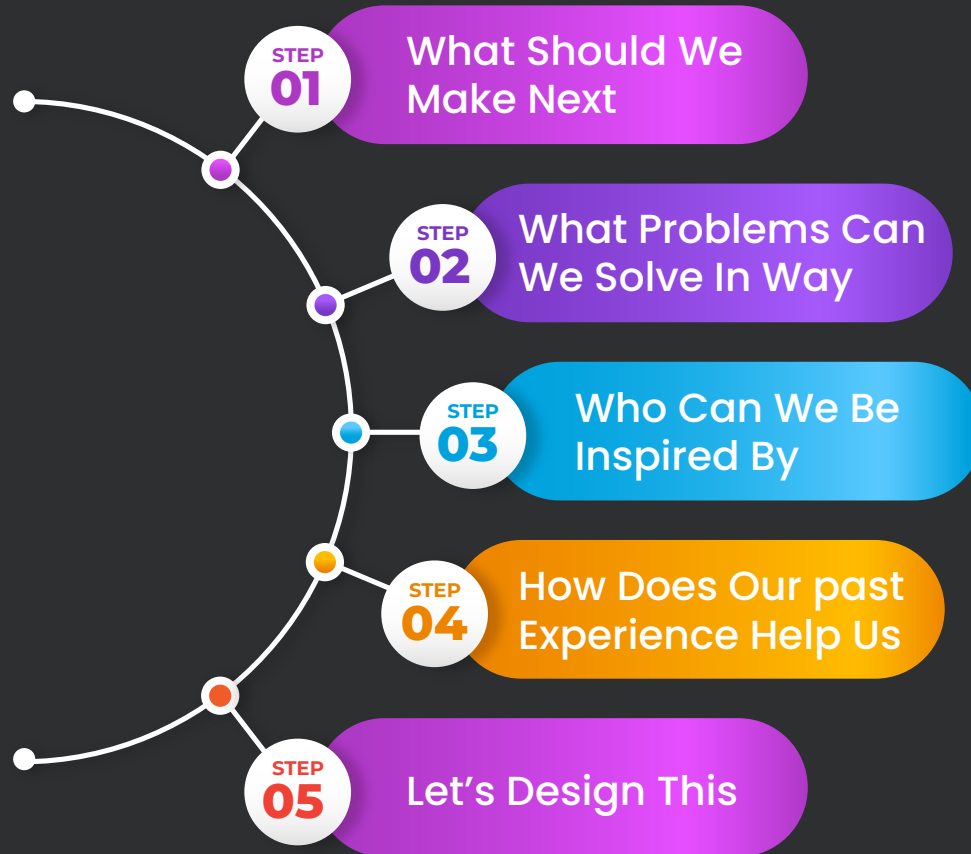 STEP
01
What Should We
Make Next
STEP
02
What Problems Can
We Solve In Way
STEP
03
Who Can We Be
Inspired By
STEP
04
How Does Our past
Experience Help Us
STEP
05
Let’s Design This